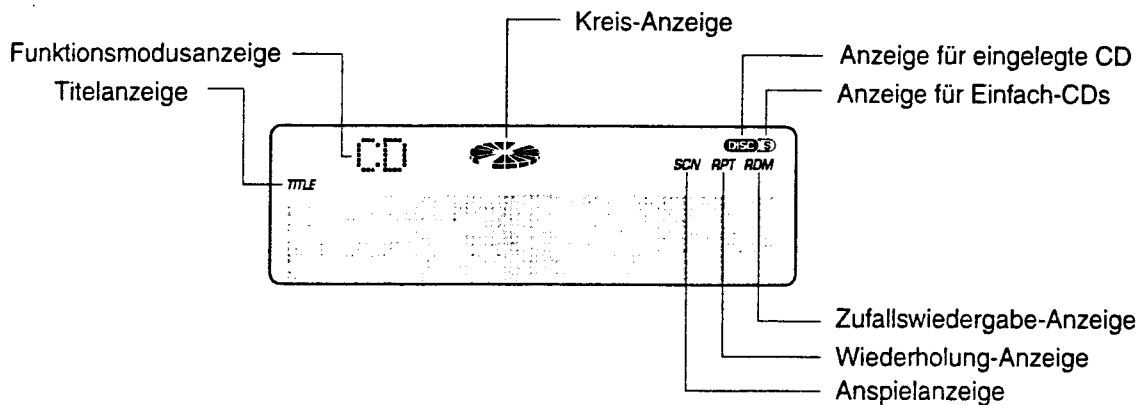 Kreis-Anzeige
Funktionsmodusanzeige
Anzeige für eingelegte CD
Titelanzeige
Anzeige für Einfach-CDs
CD
DISC S
SCN RPT RDM
TITLE
Zufallswiedergabe-Anzeige
Wiederholung-Anzeige
Anspielanzeige